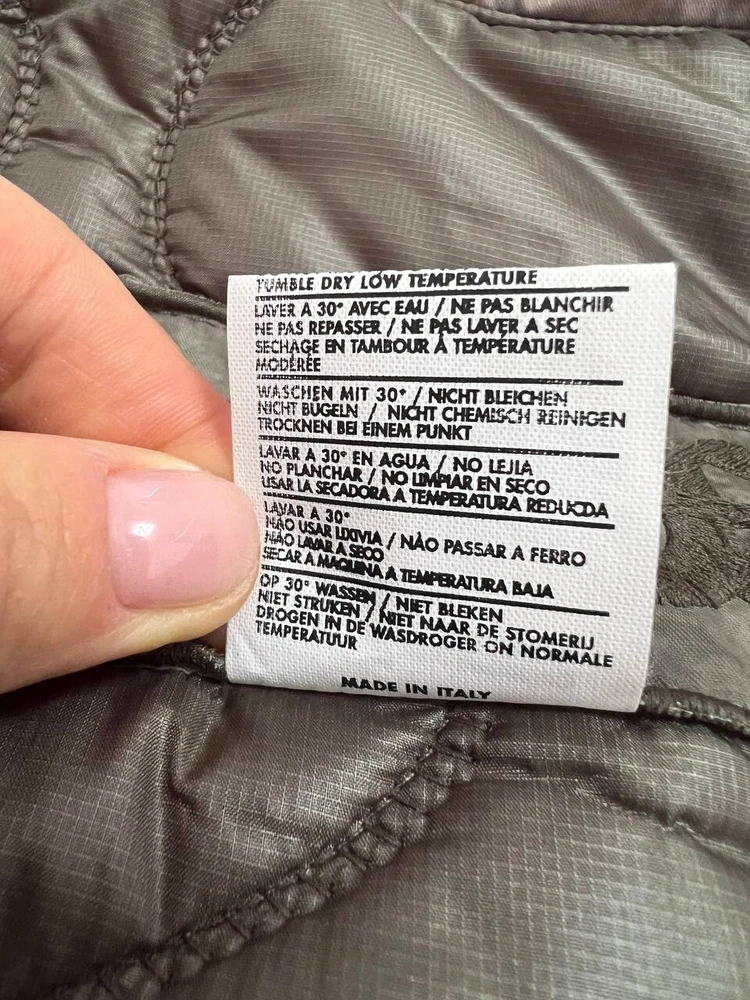 TUMBLE DRY LOW TEMPERATURE
LAVER A 30° AVEC EAU / NE PAS BLANCHIR
NE PAS REPASSER / NE PAS LAVER A SEC
SECHAGE EN TAMBOUR À TEMPERATURE
MODÉRÉE
WASCHEN MIT 30° / NICHT BLEICHEN
NICHT BUGELN / NICHT CHEMISCH REINIGEN
TROCKNEN BEI EINEM PUNKT
LAVAR A 30° EN AGUA / NO LEJIA
NO PLANCHAR / NO LIMPIAR EN SECO
USAR LA SECADORA A TEMPERATURA REDUCIDA
LAVAR A 30°
NÃO USAR LIXIVIA / NÃO PASSAR A FERRO
NÃO LAVAR A SECO
SECAR A MAQUINA A TEMPERATURA BAIJA
OP 30° WASSEN / NIET BLEKEN
NIET STRIJKEN / NIET NAAR DE STOMERIJ
DROGEN IN DE WASDROGER ON NORMALE
TEMPERATUUR
MADE IN ITALY